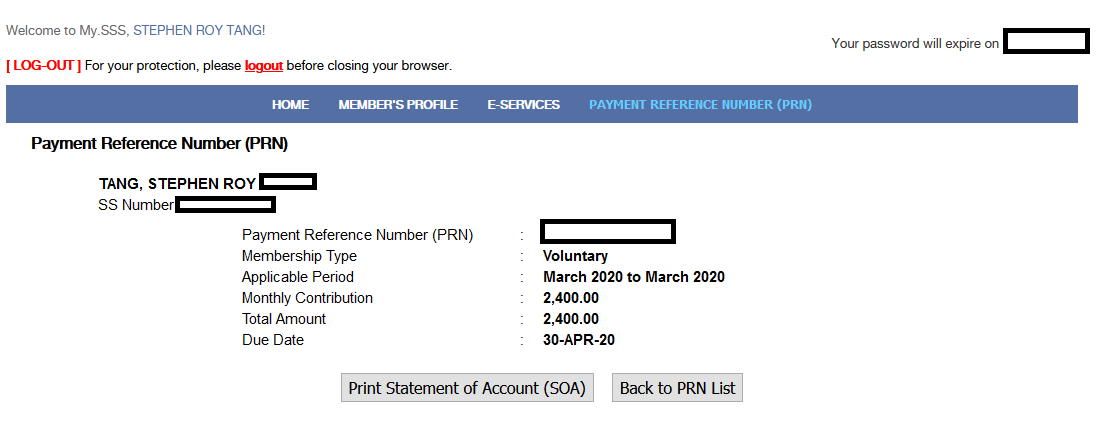 Welcome to My.SSS, STEPHEN ROY TANG!
Your password will expire on
[ LOG-OUT ] For your protection, please logout before closing your browser.
HOME MEMBER'S PROFILE E-SERVICES PAYMENT REFERENCE NUMBER (PRN)
Payment Reference Number (PRN)
TANG, STEPHEN ROY
SS Number
Payment Reference Number (PRN) :
Membership Type : Voluntary
Applicable Period : March 2020 to March 2020
Monthly Contribution : 2,400.00
Total Amount : 2,400.00
Due Date : 30-APR-20
Print Statement of Account (SOA) Back to PRN List